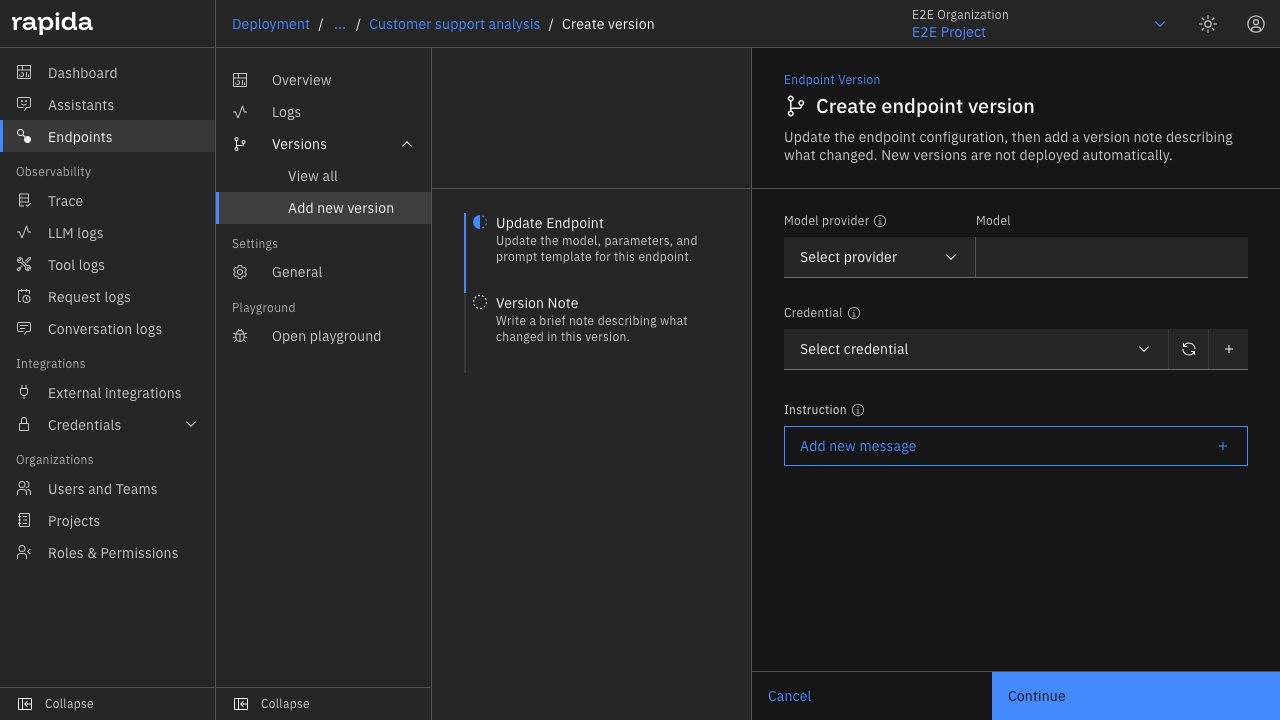 rapida
Deployment / ... / Customer support analysis / Create version
E2E Organization
E2E Project
Dashboard
Assistants
Endpoints
Observability
Trace
LLM logs
Tool logs
Request logs
Conversation logs
Integrations
External integrations
Credentials
Organizations
Users and Teams
Projects
Roles & Permissions
Collapse
Overview
Logs
Versions
View all
Add new version
Settings
General
Playground
Open playground
Collapse
Update Endpoint
Update the model, parameters, and
prompt template for this endpoint.
Version Note
Write a brief note describing what
changed in this version.
Endpoint Version
Create endpoint version
Update the endpoint configuration, then add a version note describing
what changed. New versions are not deployed automatically.
Model provider
Model
Select provider
Credential
Select credential
Instruction
Add new message
Cancel
Continue